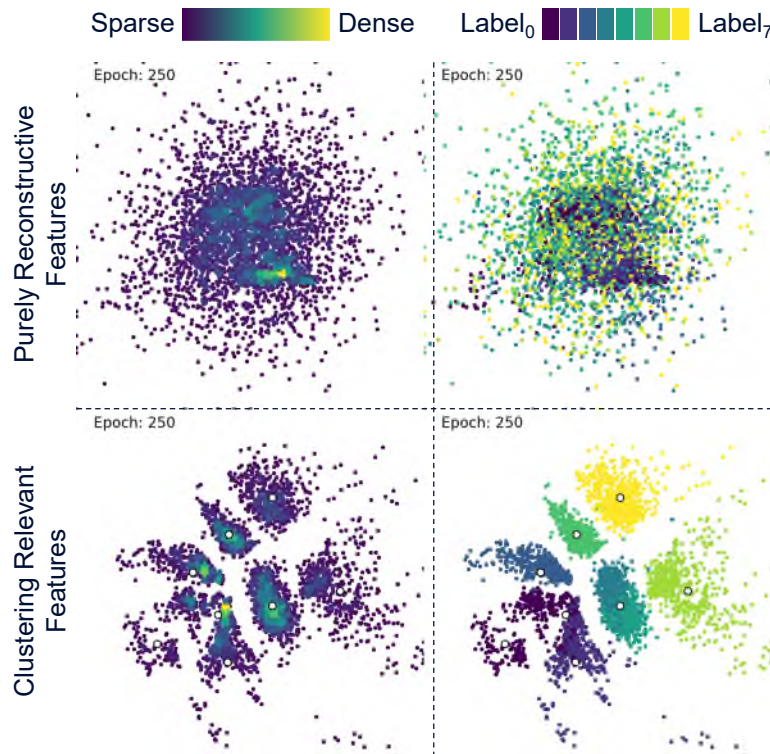 Sparse Dense Label₀ Label₇
Epoch: 250 Epoch: 250
Purely Reconstructive
Features
Epoch: 250 Epoch: 250
Clustering Relevant
Features